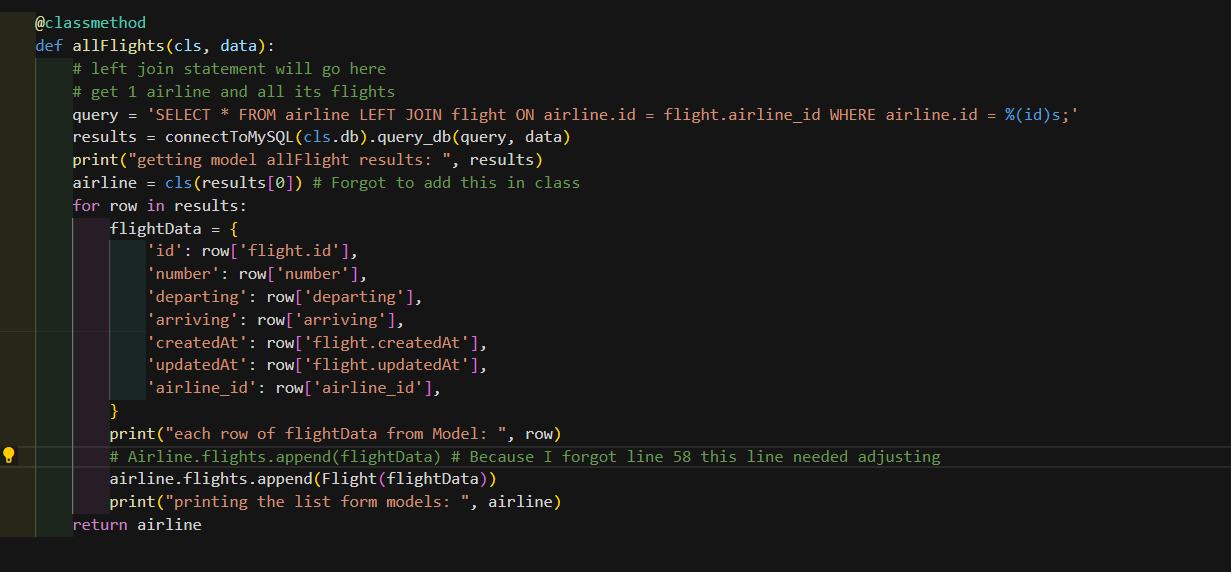 @classmethod
def allFlights(cls, data):
# left join statement will go here
# get 1 airline and all its flights
query = 'SELECT * FROM airline LEFT JOIN flight ON airline.id = flight.airline_id WHERE airline.id = %(id)s;'
results = connectToMySQL(cls.db).query_db(query, data)
print("getting model allFlight results: ", results)
airline = cls(results[0]) # Forgot to add this in class
for row in results:
flightData = {
'id': row['flight.id'],
'number': row['number'],
'departing': row['departing'],
'arriving': row['arriving'],
'createdAt': row['flight.createdAt'],
'updatedAt': row['flight.updatedAt'],
'airline_id': row['airline_id'],
}
print("each row of flightData from Model: ", row)
# Airline.flights.append(flightData) # Because I forgot line 58 this line needed adjusting
airline.flights.append(Flight(flightData))
print("printing the list form models: ", airline)
return airline